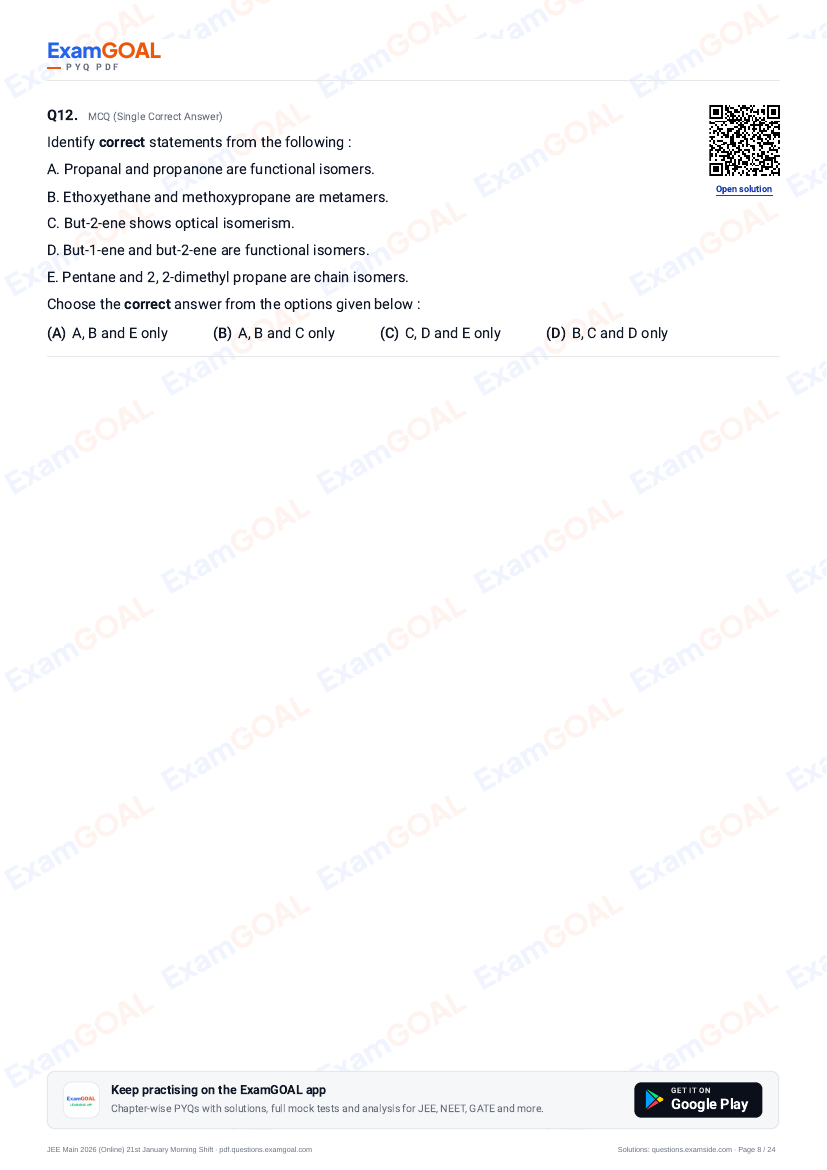 ExamGOAL
PYQ PDF
Q12. MCQ (Single Correct Answer)
Identify correct statements from the following :
A. Propanal and propanone are functional isomers.
B. Ethoxyethane and methoxypropane are metamers.
C. But-2-ene shows optical isomerism.
D. But-1-ene and but-2-ene are functional isomers.
E. Pentane and 2, 2-dimethyl propane are chain isomers.
Choose the correct answer from the options given below :
(A) A, B and E only (B) A, B and C only (C) C, D and E only (D) B, C and D only
Open solution
ExamGOAL
Keep practising on the ExamGOAL app
Chapter-wise PYQs with solutions, full mock tests and analysis for JEE, NEET, GATE and more.
GET IT ON
Google Play
JEE Main 2026 (Online) 21st January Morning Shift · pdf.questions.examgoal.com
Solutions: questions.examside.com · Page 8 / 24